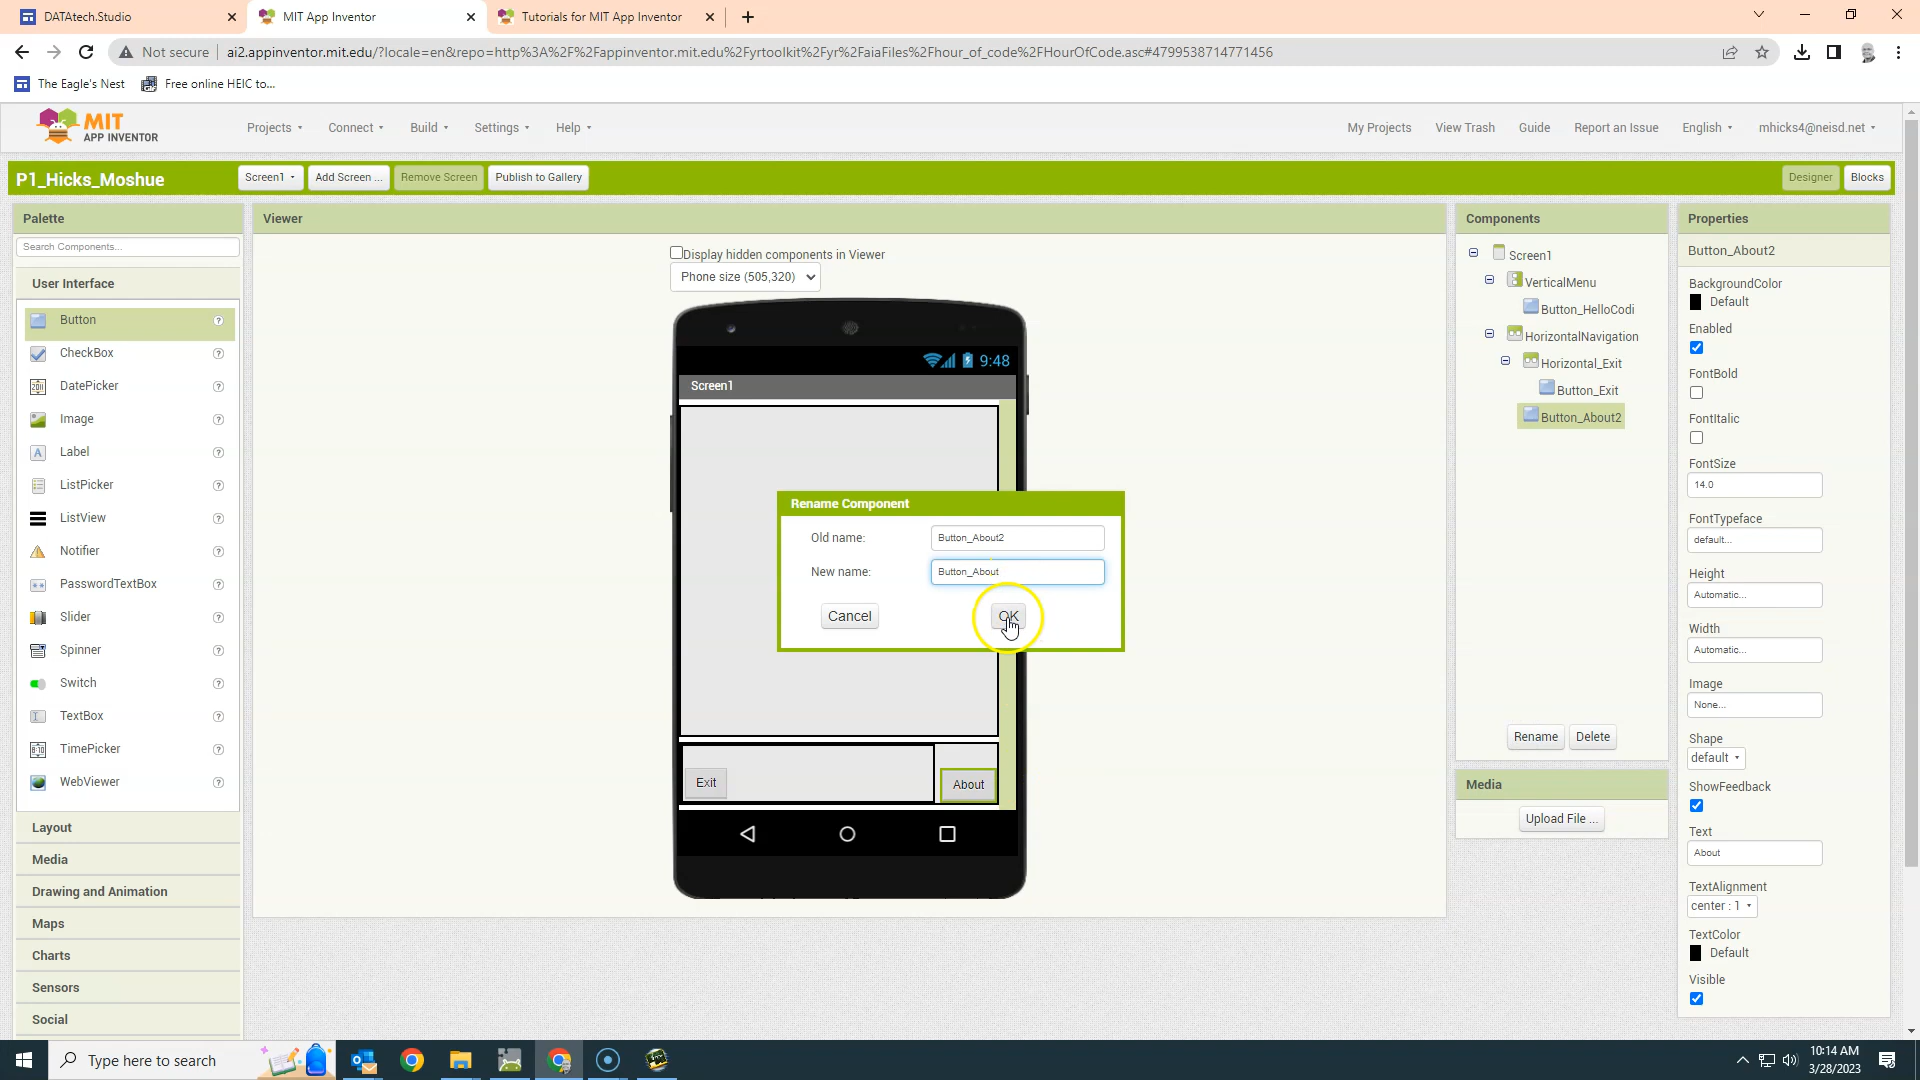 DATAtech.Studio
MIT App Inventor
Tutorials for MIT App Inventor
Not secure
ai2.appinventor.mit.edu/?locale=en&repo=http%3A%2F%2Fappinventor.mit.edu%2Fyrtoolkit%2Fyr%2FaiaFiles%2Fhour_of_code%2FHourOfCode.asc#4799538714771456
The Eagle's Nest
Free online HEIC to...
MIT
APP INVENTOR
Projects
Connect
Build
Settings
Help
My Projects
View Trash
Guide
Report an Issue
English
mhicks4@neisd.net
P1_Hicks_Moshue
Screen1
Add Screen ...
Remove Screen
Publish to Gallery
Designer
Blocks
Palette
Search Components...
User Interface
Button
CheckBox
DatePicker
Image
Label
ListPicker
ListView
Notifier
PasswordTextBox
Slider
Spinner
Switch
TextBox
TimePicker
WebViewer
Layout
Media
Drawing and Animation
Maps
Charts
Sensors
Social
Viewer
Display hidden components in Viewer
Phone size (505,320)
9:48
Screen1
Rename Component
Old name:
Button_About2
New name:
Button_About
Cancel
OK
Exit
About
Components
Screen1
VerticalMenu
Button_HelloCodi
HorizontalNavigation
Horizontal_Exit
Button_Exit
Button_About2
Rename
Delete
Media
Upload File ...
Properties
Button_About2
BackgroundColor
Default
Enabled
FontBold
FontItalic
FontSize
14.0
FontTypeface
default...
Height
Automatic...
Width
Automatic...
Image
None...
Shape
default
ShowFeedback
Text
About
TextAlignment
center : 1
TextColor
Default
Visible
Type here to search
10:14 AM
3/28/2023